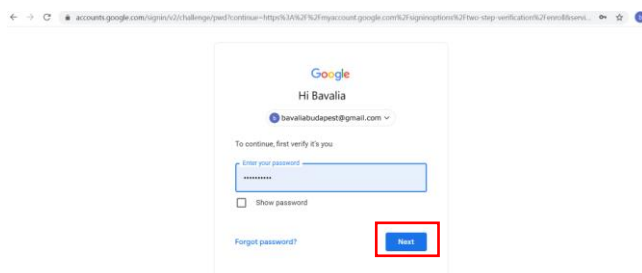 accounts.google.com/signin/v2/challenge/pwd?continue=https%3A%2F%2Fmyaccount.google.com%2Fsigninoptions%2Ftwo-step-verification%2Fenroll&servi...
Google
Hi Bavalia
b bavaliabudapest@gmail.com
To continue, first verify it's you
Enter your password
••••••••••
Show password
Forgot password?
Next